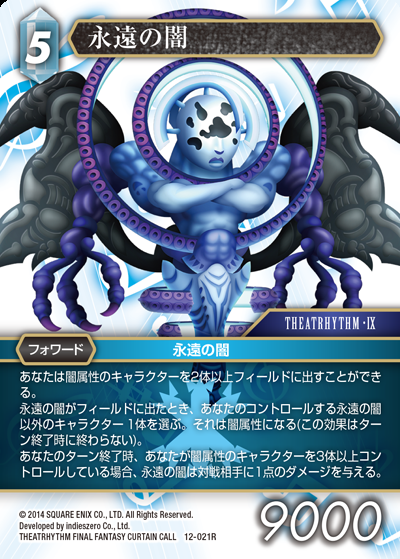 5
永遠の闇
THEATRHYTHM・IX
フォワード
永遠の闇
あなたは闇属性のキャラクターを2体以上フィールドに出すことができ
る。
永遠の闇がフィールドに出たとき、あなたのコントロールする永遠の闇
以外のキャラクター 1体を選ぶ。それは闇属性になる(この効果はター
ン終了時に終わらない)。
あなたのターン終了時、あなたが闇属性のキャラクターを3体以上コン
トロールしている場合、永遠の闇は対戦相手に1点のダメージを与える。
© 2014 SQUARE ENIX CO., LTD. All Rights Reserved.
Developed by indieszero Co., Ltd.
THEATRHYTHM FINAL FANTASY CURTAIN CALL 12-021R
9000